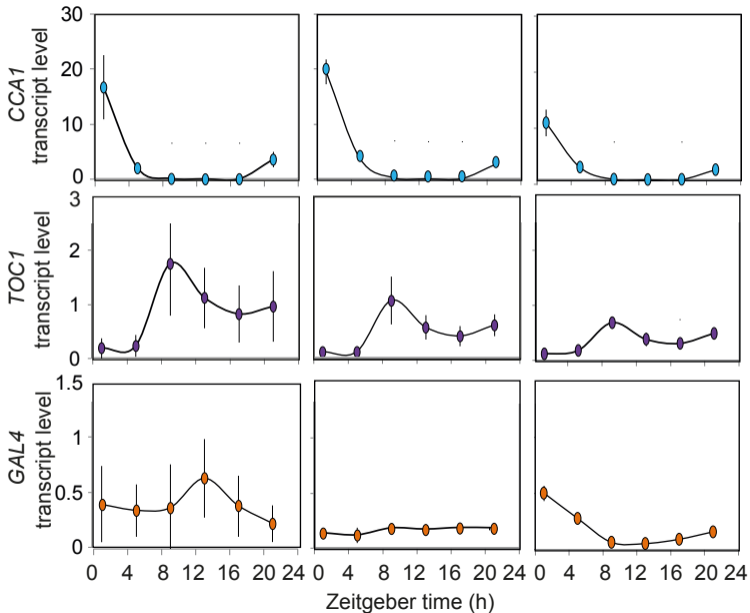 30
20
10
0
CCA1
transcript level
3
2
1
0
TOC1
transcript level
1.5
1
0.5
0
GAL4
transcript level
0 4 8 12 16 20 24 0 4 8 12 16 20 24 0 4 8 12 16 20 24
Zeitgeber time (h)